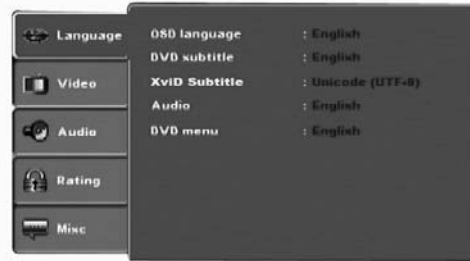 Language
Video
Audio
Rating
Misc
OSD language : English
DVD subtitle : English
XviD Subtitle : Unicode (UTF-8)
Audio : English
DVD menu : English